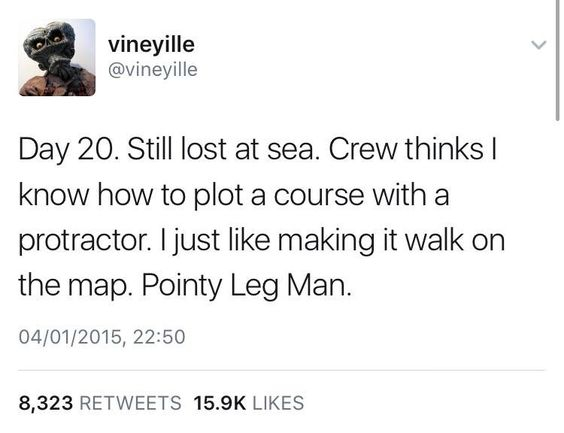 vineyille
@vineyille
Day 20. Still lost at sea. Crew thinks I
know how to plot a course with a
protractor. I just like making it walk on
the map. Pointy Leg Man.
04/01/2015, 22:50
8,323 RETWEETS 15.9K LIKES